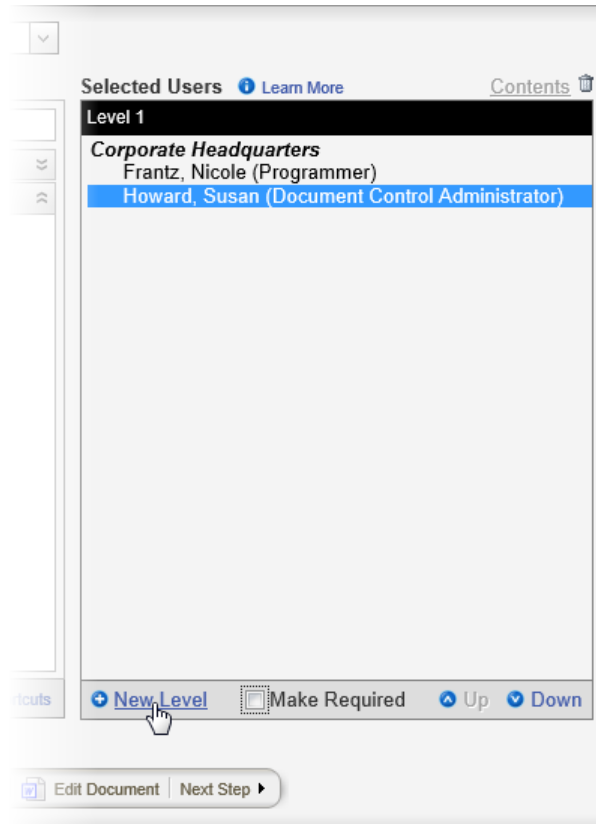 Selected Users Learn More Contents
Level 1
Corporate Headquarters
Frantz, Nicole (Programmer)
Howard, Susan (Document Control Administrator)
New Level Make Required Up Down
Edit Document Next Step